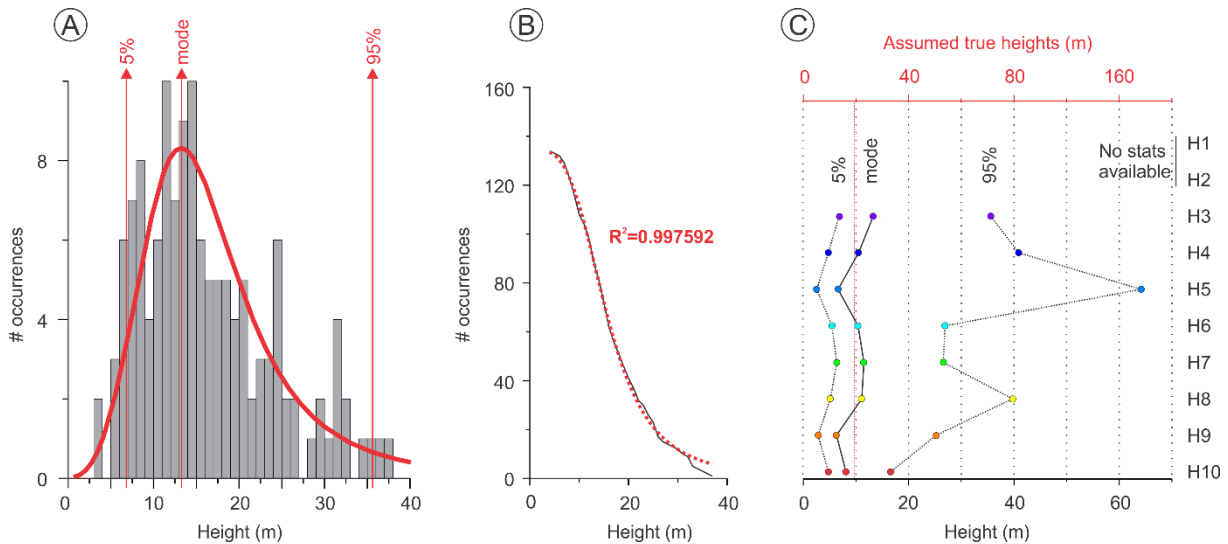 A
5%
mode
95%
# occurrences
8
4
0
0
10
20
30
40
Height (m)
B
# occurrences
160
120
80
40
0
0
20
40
Height (m)
R²=0.997592
C
Assumed true heights (m)
0
40
80
160
5%
mode
95%
No stats
available
H1
H2
H3
H4
H5
H6
H7
H8
H9
H10
0
20
40
60
Height (m)